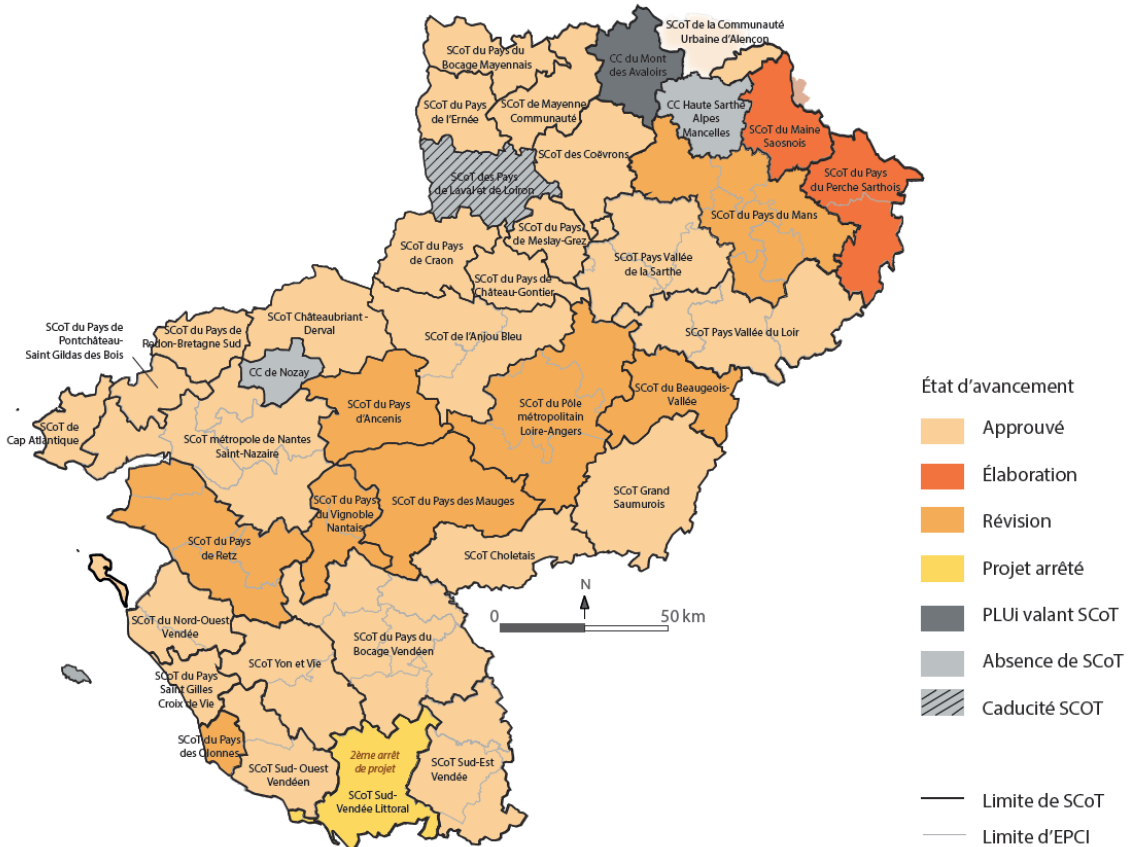 SCoT de la Communauté
Urbaine d'Alençon
SCoT du Pays du
Bocage Mayennais
CC du Mont
des Avaloirs
SCoT du Pays
de l'Ernée
SCoT de Mayenne
Communauté
CC Haute Sarthe
Alpes
Mancelles
SCoT du Maine
Saosnois
SCoT des Coëvrons
SCoT des Pays
de Laval et de Loiron
SCoT du Pays
du Perche Sarthois
SCoT du Pays du Mans
SCoT du Pays
de Meslay-Grez
SCoT du Pays
de Craon
SCoT Pays Vallée
de la Sarthe
SCoT du Pays de
Château-Gontier
SCoT Châteaubriant -
Derval
SCoT du Pays de
Pontchâteau-
Saint Gildas des Bois
SCoT du Pays de
Redon-Bretagne Sud
SCoT de l'Anjou Bleu
SCoT Pays Vallée du Loir
CC de Nozay
SCoT du Beaugeois-
Vallée
SCoT du Pays
d'Ancenis
SCoT du Pôle
métropolitain
Loire-Angers
SCoT de
Cap Atlantique
SCoT métropole de Nantes
Saint-Nazaire
SCoT Grand
Saumurois
SCoT du Pays
du Vignoble
Nantais
SCoT du Pays des Mauges
SCoT du Pays
de Retz
SCoT Choletais
N
0
50 km
SCoT du Nord-Ouest
Vendée
SCoT du Pays du
Bocage Vendéen
SCoT Yon et Vie
SCoT du Pays
Saint Gilles
Croix de Vie
SCoT du Pays
des Olonnes
SCoT Sud- Ouest
Vendéen
2ème arrêt
de projet
SCoT Sud-
Vendée Littoral
SCoT Sud-Est
Vendée
État d'avancement
Approuvé
Élaboration
Révision
Projet arrêté
PLUi valant SCoT
Absence de SCoT
Caducité SCOT
Limite de SCoT
Limite d'EPCI